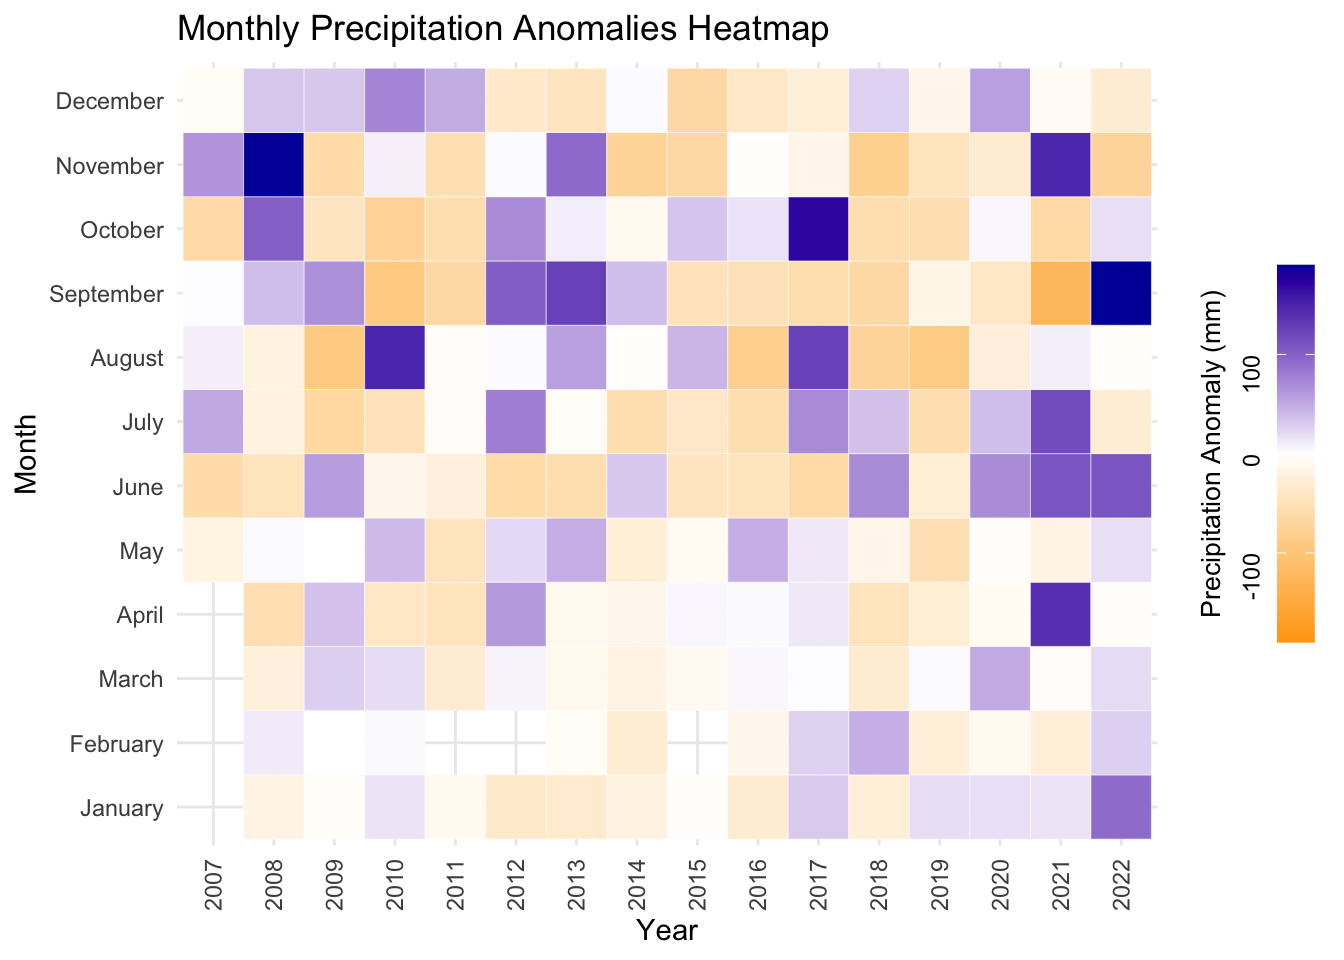 Monthly Precipitation Anomalies Heatmap
December
November
October
September
August
July
June
May
April
March
February
January
Month
2007 2008 2009 2010 2011 2012 2013 2014 2015 2016 2017 2018 2019 2020 2021 2022
Year
Precipitation Anomaly (mm)
100
0
-100